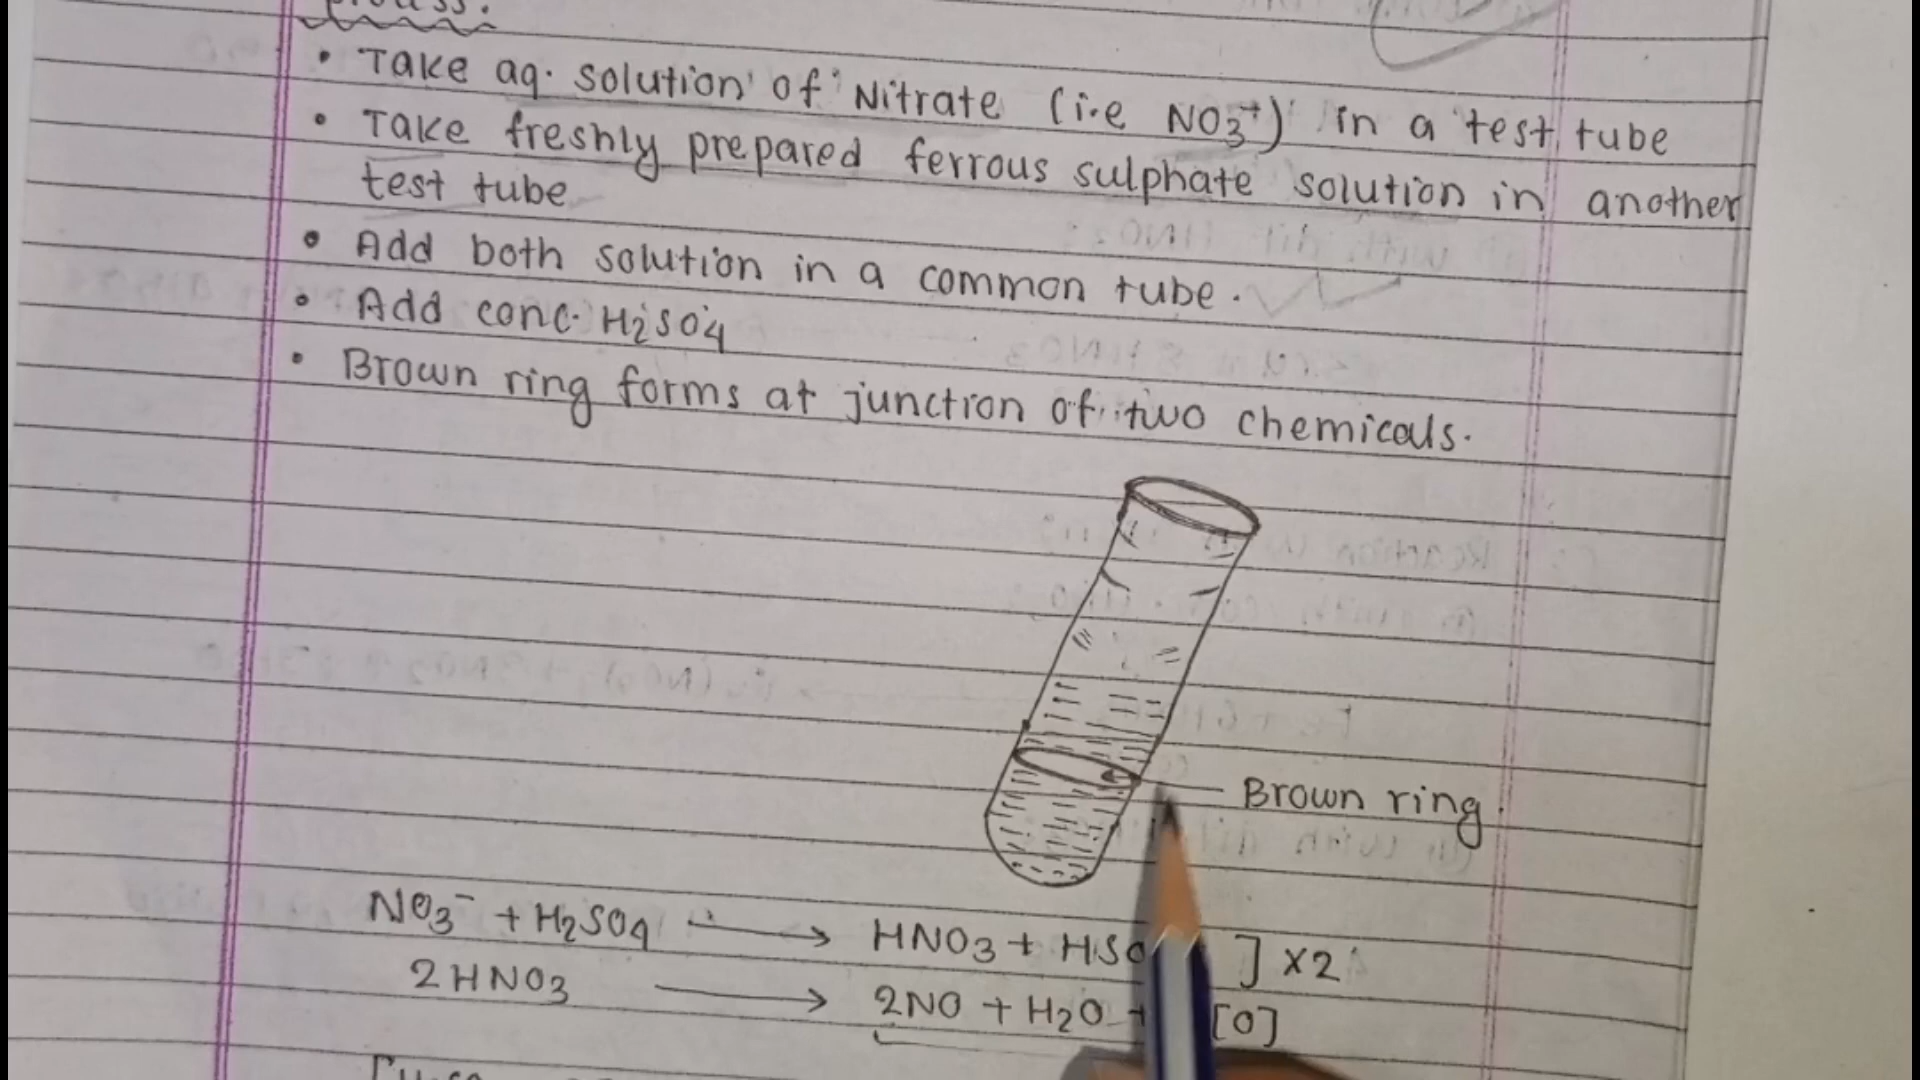 • Take aq. solution of Nitrate (i.e NO3⁻) in a test tube
• Take freshly prepared ferrous sulphate solution in another
test tube
• Add both solution in a common tube.
• Add conc. H2SO4
• Brown ring forms at junction of two chemicals.
Brown ring.
NO3⁻ + H2SO4 → HNO3 + HSO ] ×2
2HNO3 → 2NO + H2O + [O]